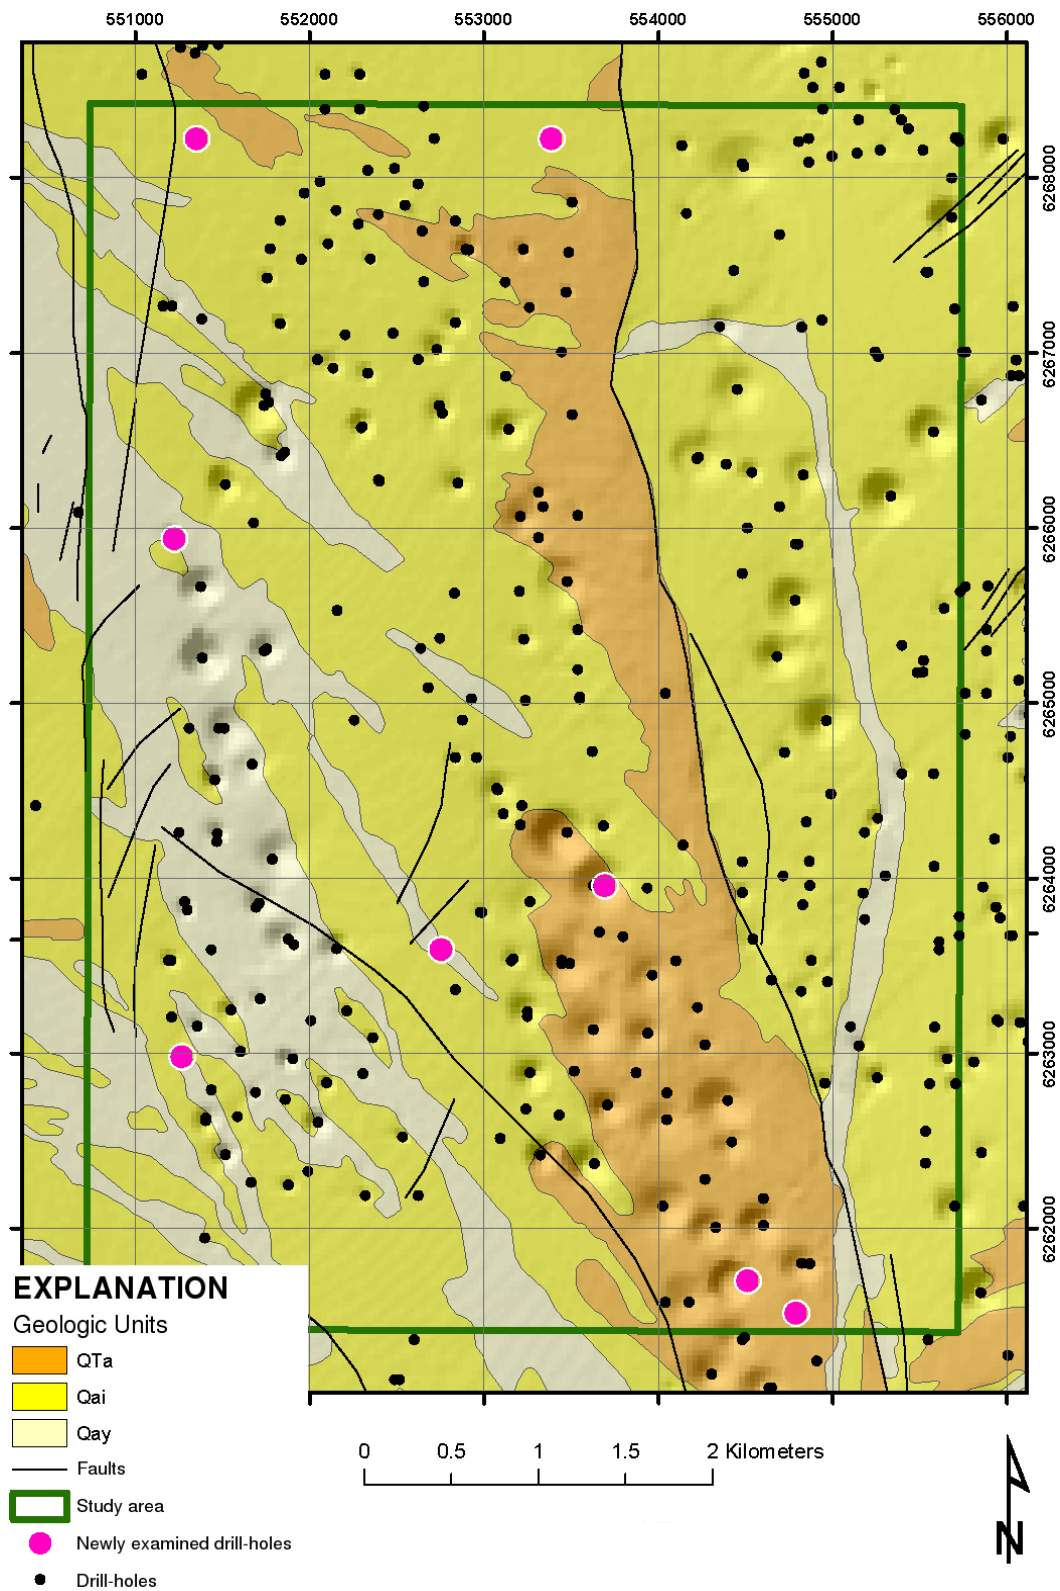 551000 552000 553000 554000 555000 556000
6268000
6267000
6266000
6265000
6264000
6263000
6262000
EXPLANATION
Geologic Units
QTa
Qai
Qay
Faults
Study area
Newly examined drill-holes
Drill-holes
0 0.5 1 1.5 2 Kilometers
N